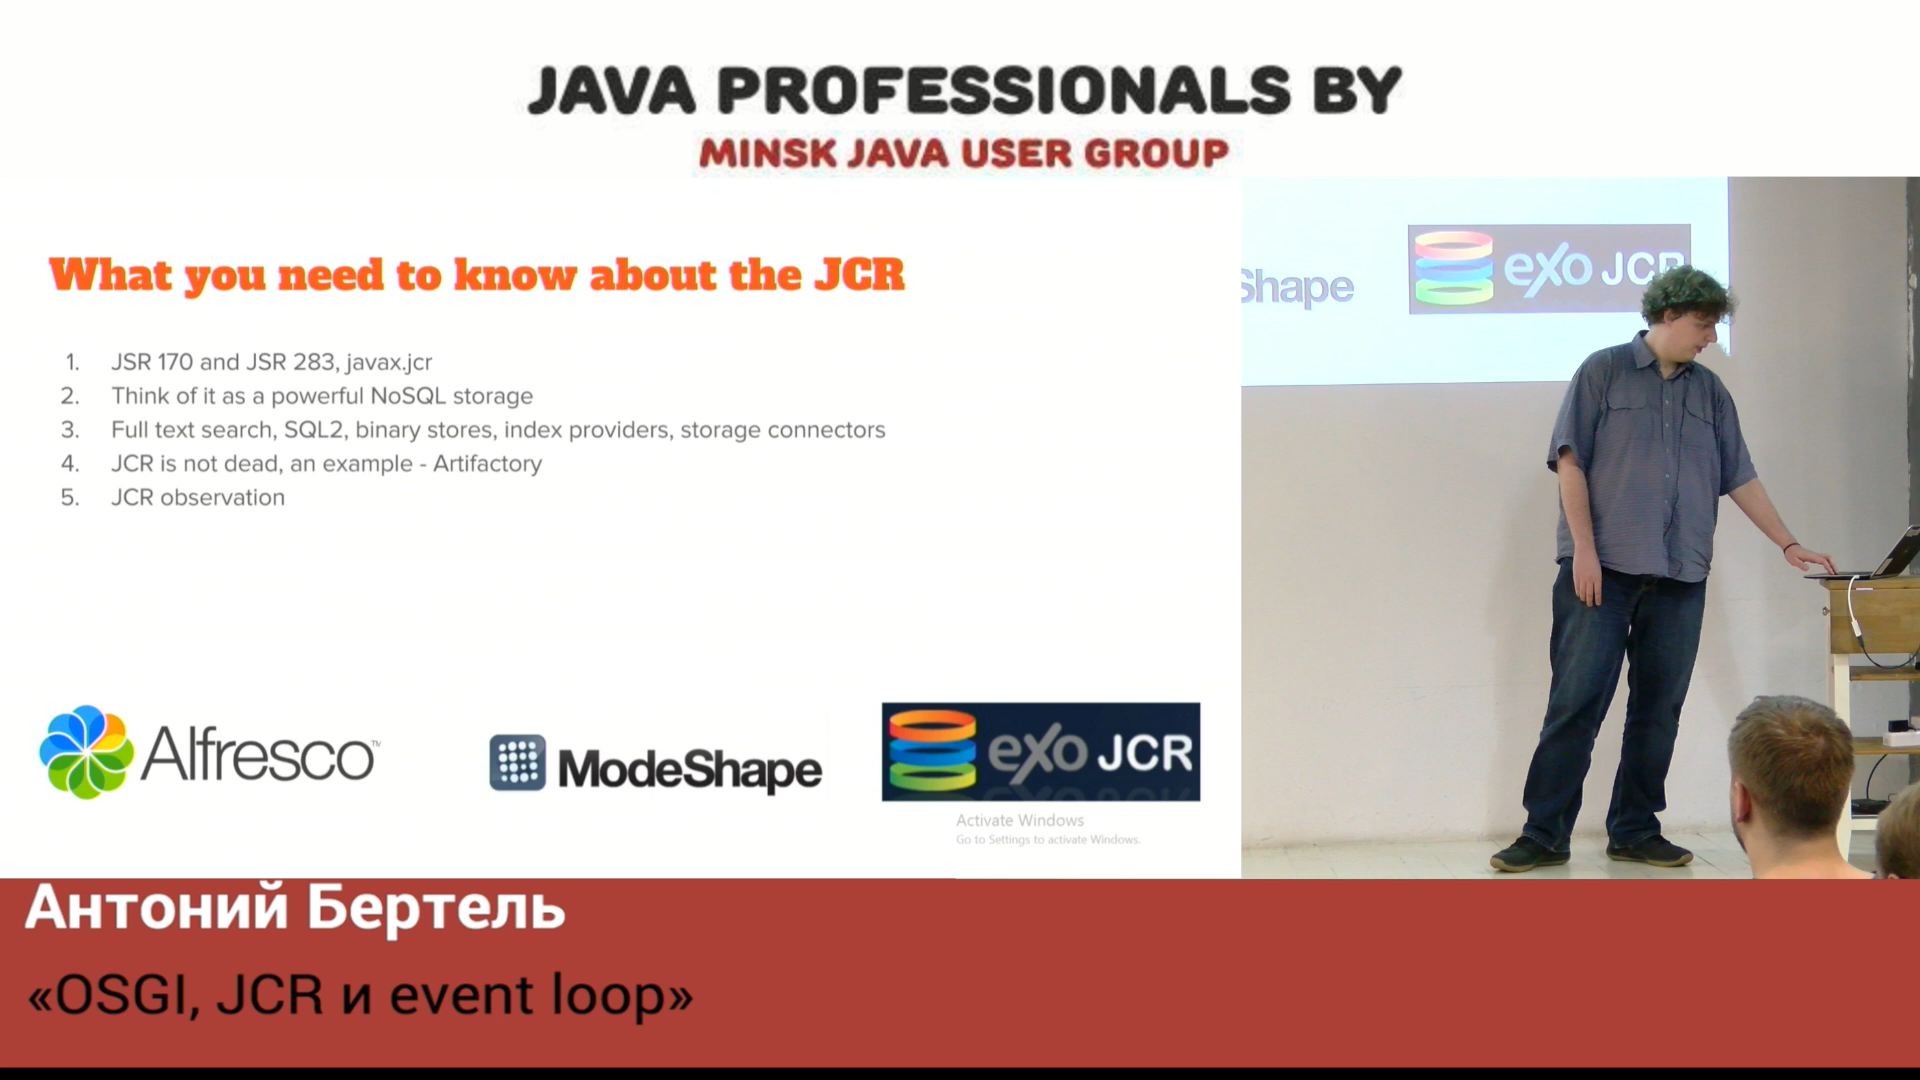 JAVA PROFESSIONALS BY
MINSK JAVA USER GROUP
What you need to know about the JCR
1. JSR 170 and JSR 283, javax.jcr
2. Think of it as a powerful NoSQL storage
3. Full text search, SQL2, binary stores, index providers, storage connectors
4. JCR is not dead, an example - Artifactory
5. JCR observation
Alfresco™
ModeShape
eXo JCR
Activate Windows
Go to Settings to activate Windows.
Shape
eXo JCR
Антоний Бертель
«OSGI, JCR и event loop»